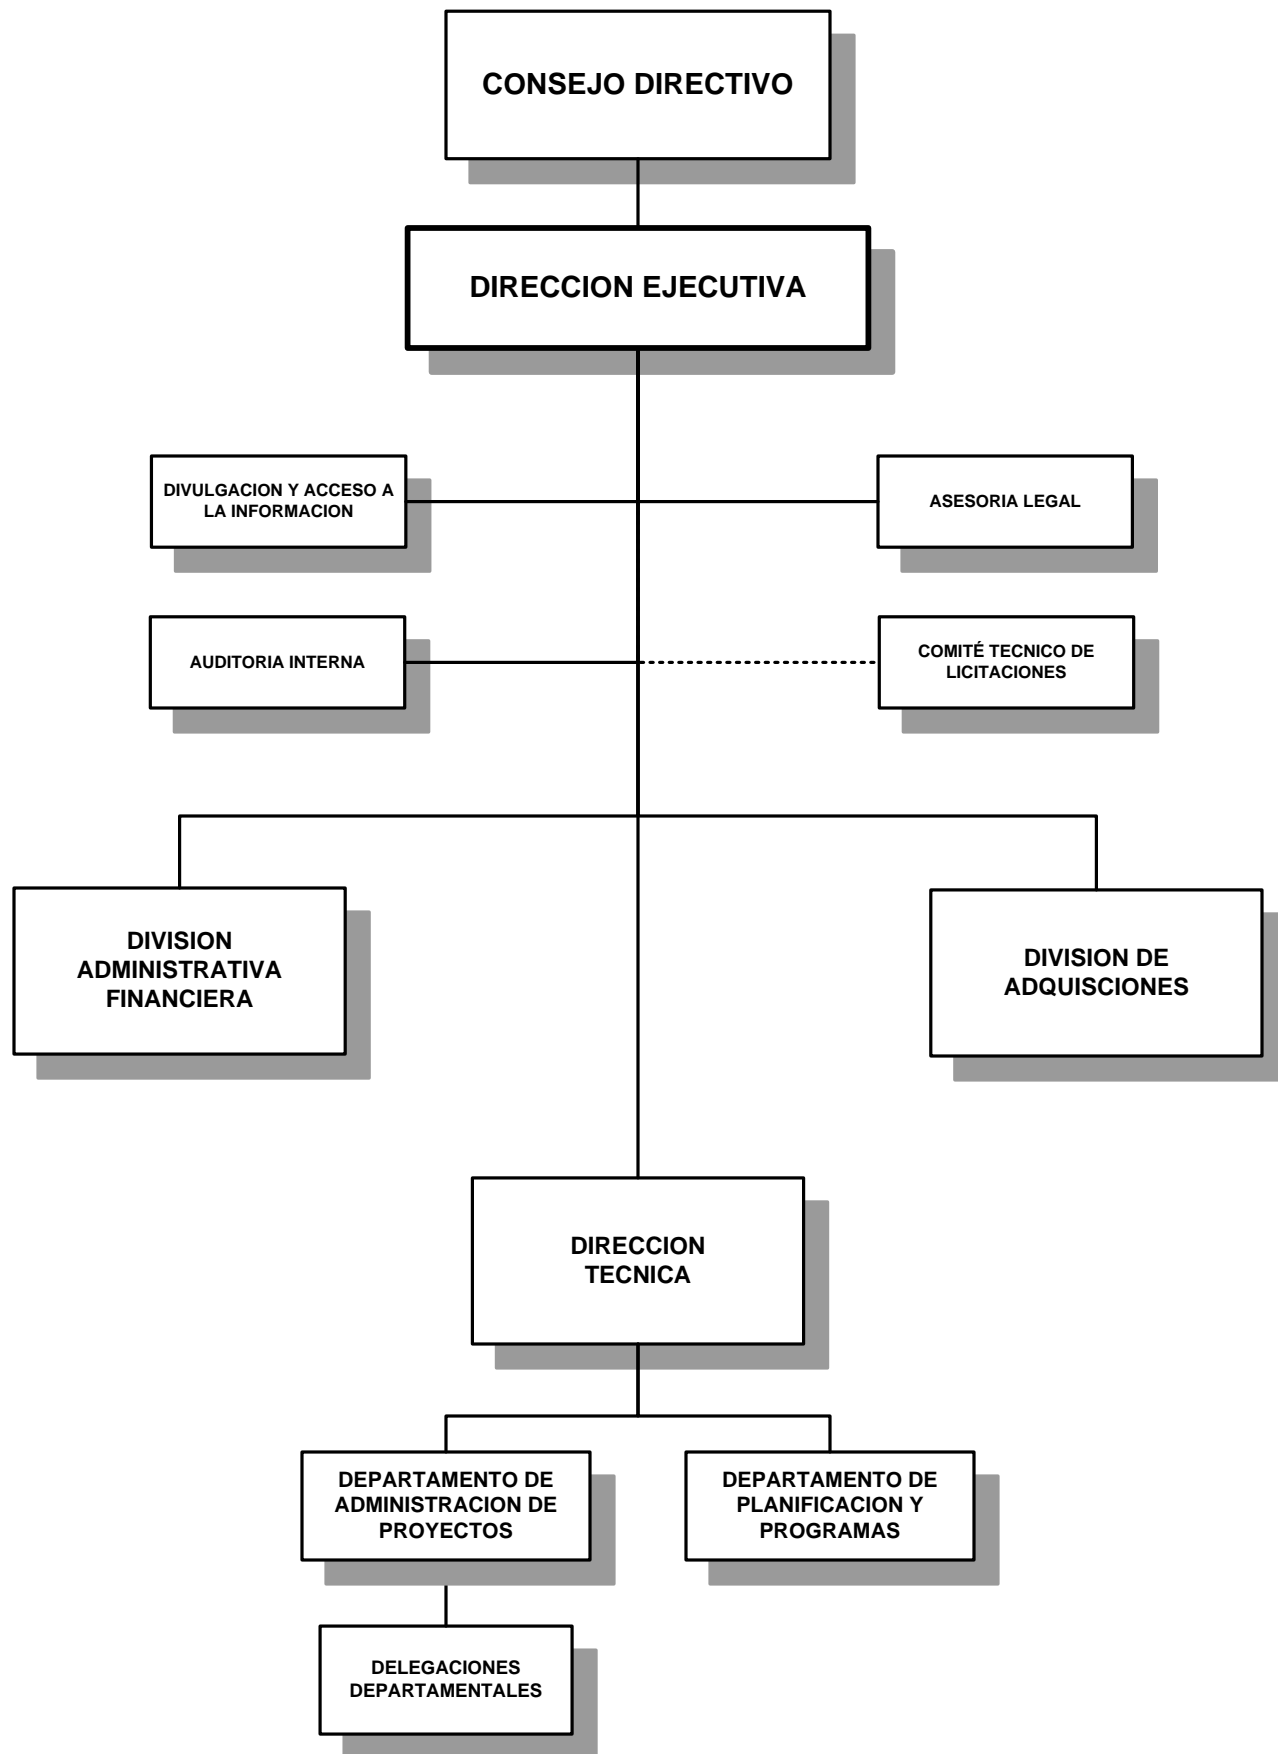 CONSEJO DIRECTIVO
DIRECCION EJECUTIVA
DIVULGACION Y ACCESO A
LA INFORMACION
ASESORIA LEGAL
AUDITORIA INTERNA
COMITÉ TECNICO DE
LICITACIONES
DIVISION
ADMINISTRATIVA
FINANCIERA
DIVISION DE
ADQUISCIONES
DIRECCION
TECNICA
DEPARTAMENTO DE
ADMINISTRACION DE
PROYECTOS
DEPARTAMENTO DE
PLANIFICACION Y
PROGRAMAS
DELEGACIONES
DEPARTAMENTALES